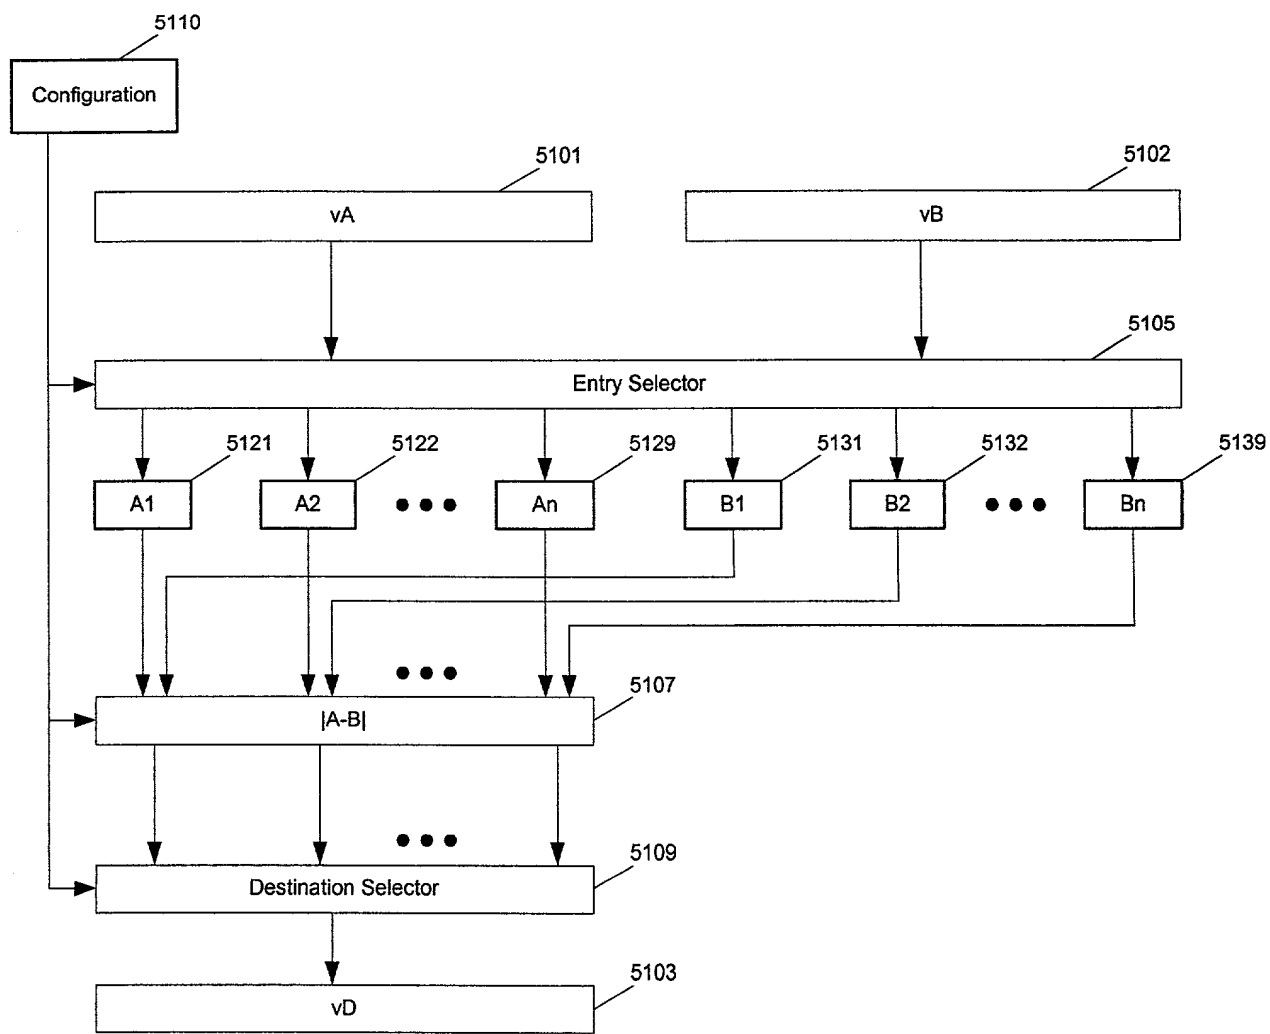 5110
Configuration
5101
5102
vA
vB
5105
Entry Selector
5121
5122
5129
5131
5132
5139
A1
A2
An
B1
B2
Bn
5107
|A-B|
5109
Destination Selector
5103
vD